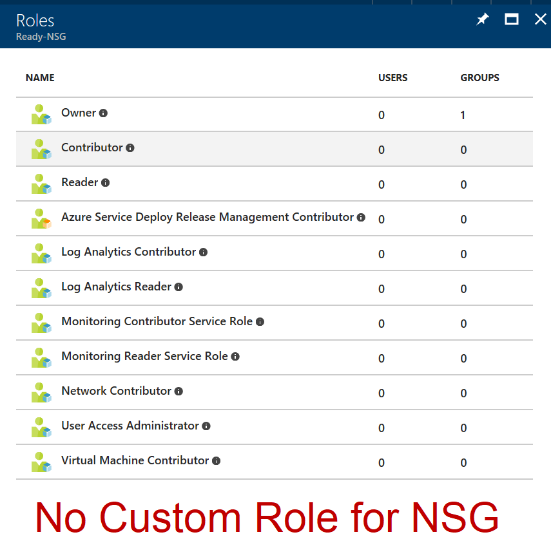 Roles
Ready-NSG
NAME USERS GROUPS
Owner 0 1
Contributor 0 0
Reader 0 0
Azure Service Deploy Release Management Contributor 0 0
Log Analytics Contributor 0 0
Log Analytics Reader 0 0
Monitoring Contributor Service Role 0 0
Monitoring Reader Service Role 0 0
Network Contributor 0 0
User Access Administrator 0 0
Virtual Machine Contributor 0 0
No Custom Role for NSG